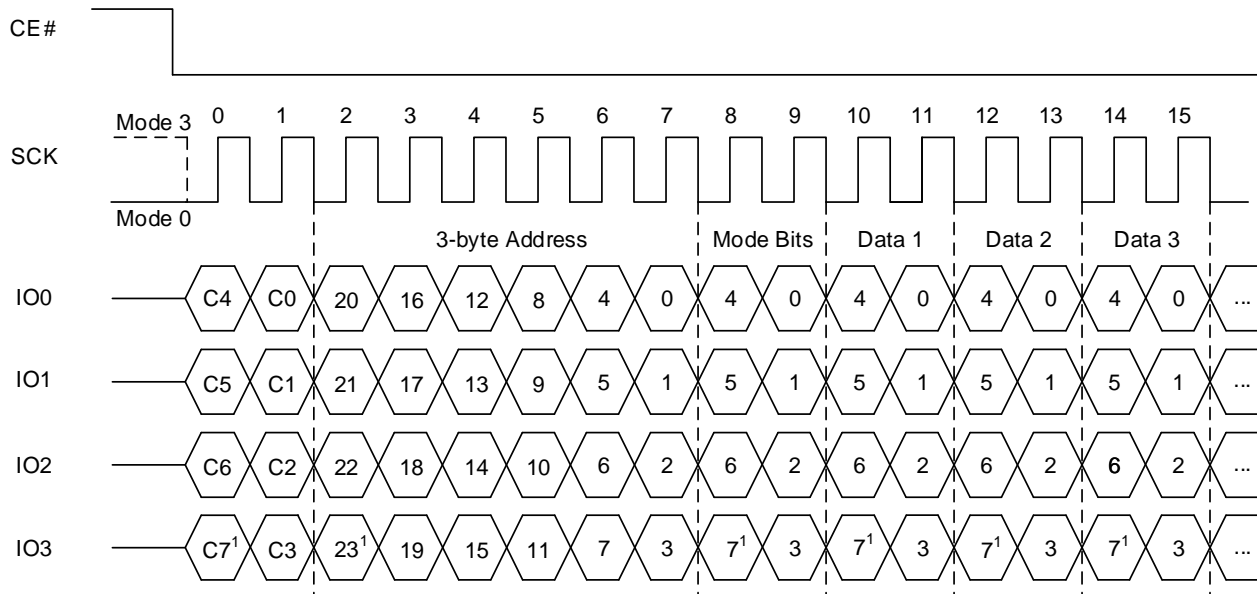 CE#
0 1 2 3 4 5 6 7 8 9 10 11 12 13 14 15
Mode 3
SCK
Mode 0
3-byte Address Mode Bits Data 1 Data 2 Data 3
IO0 C4 C0 20 16 12 8 4 0 4 0 4 0 4 0 4 0 ...
IO1 C5 C1 21 17 13 9 5 1 5 1 5 1 5 1 5 1 ...
IO2 C6 C2 22 18 14 10 6 2 6 2 6 2 6 2 6 2 ...
IO3 C7¹ C3 23¹ 19 15 11 7 3 7¹ 3 7¹ 3 7¹ 3 7¹ 3 ...